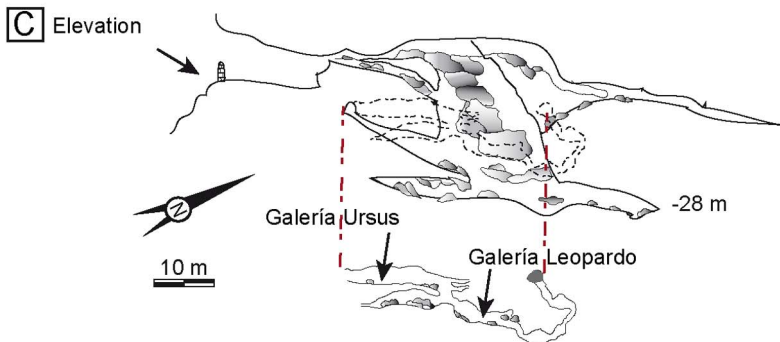 C Elevation
-28 m
N
Galería Ursus
10 m
Galería Leopardo